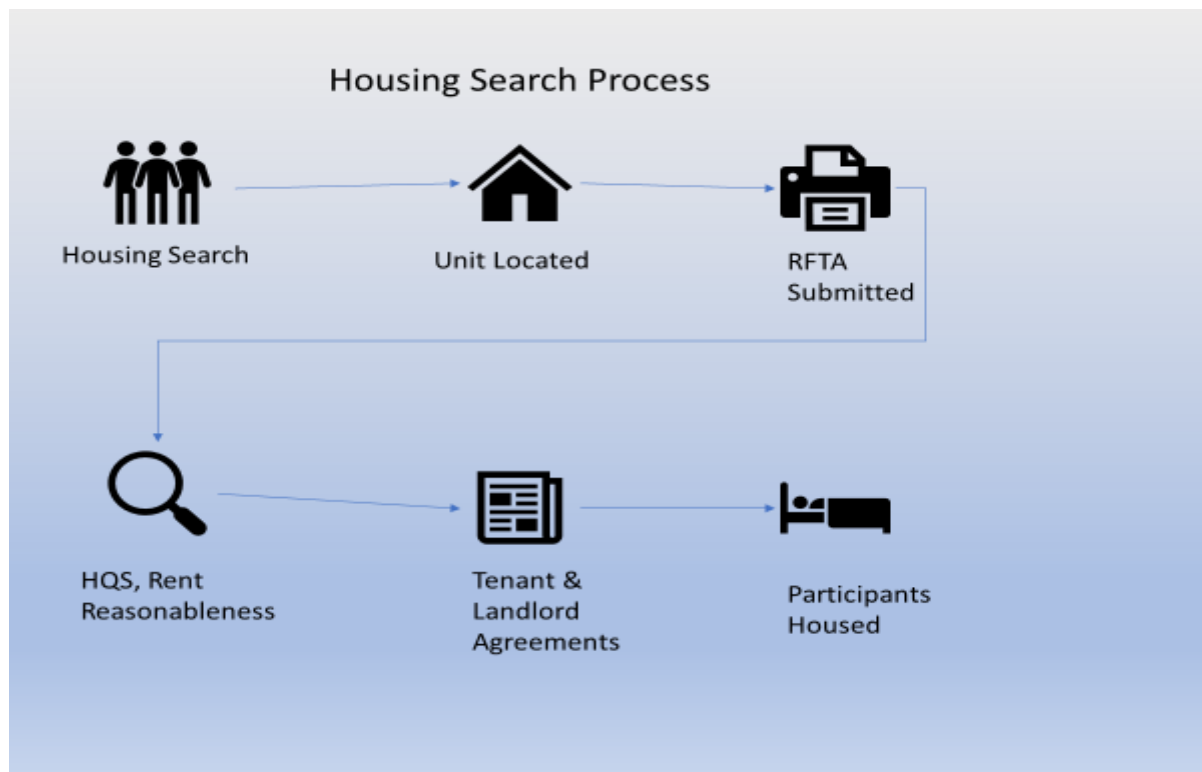 Housing Search Process
Housing Search
Unit Located
RFTA
Submitted
HQS, Rent
Reasonableness
Tenant &
Landlord
Agreements
Participants
Housed